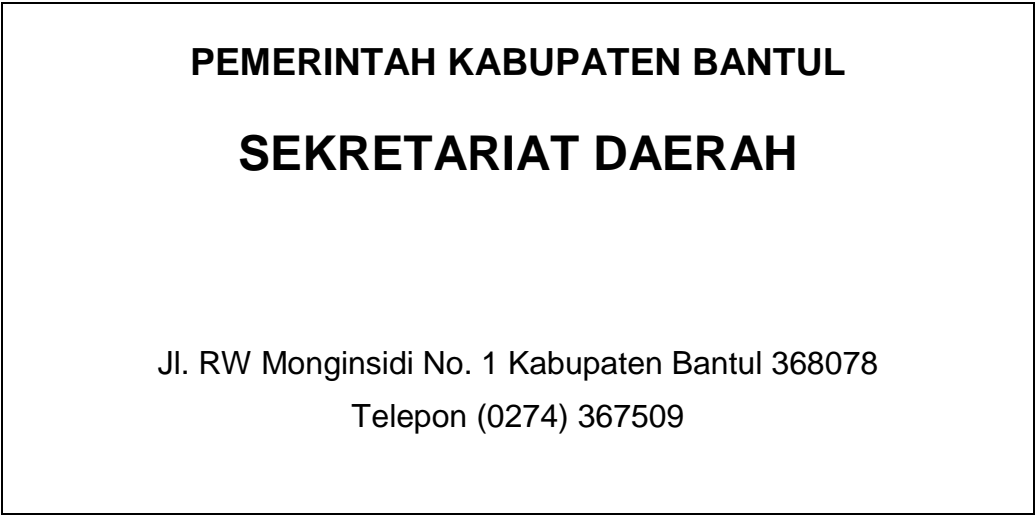 PEMERINTAH KABUPATEN BANTUL
SEKRETARIAT DAERAH
Jl. RW Monginsidi No. 1 Kabupaten Bantul 368078
Telepon (0274) 367509